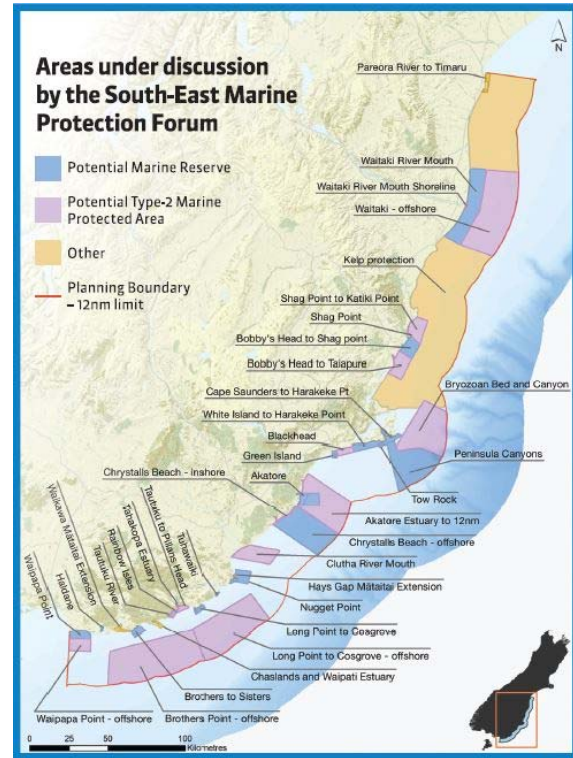 Areas under discussion
by the South-East Marine
Protection Forum
Potential Marine Reserve
Potential Type-2 Marine
Protected Area
Other
Planning Boundary
– 12nm limit
N
Pareora River to Timaru
Waitaki River Mouth
Waitaki River Mouth Shoreline
Waitaki - offshore
Kelp protection
Shag Point to Katiki Point
Shag Point
Bobby's Head to Shag point
Bobby's Head to Taiapure
Bryozoan Bed and Canyon
Cape Saunders to Harakeke Pt
White Island to Harakeke Point
Blackhead
Green Island
Peninsula Canyons
Chrystalls Beach - inshore
Tow Rock
Akatore
Akatore Estuary to 12nm
Chrystalls Beach - offshore
Clutha River Mouth
Hays Gap Mātaitai Extension
Nugget Point
Tuhawaiki
Tautuku to Pillans Head
Tahakopa Estuary
Rainbow Isles
Tautuku River
Waikawa Mātaitai Extension
Haldane
Waipapa Point
Long Point to Cosgrove
Long Point to Cosgrove - offshore
Chaslands and Waipati Estuary
Brothers to Sisters
Waipapa Point - offshore
Brothers Point - offshore
0 25 50 100
Kilometres